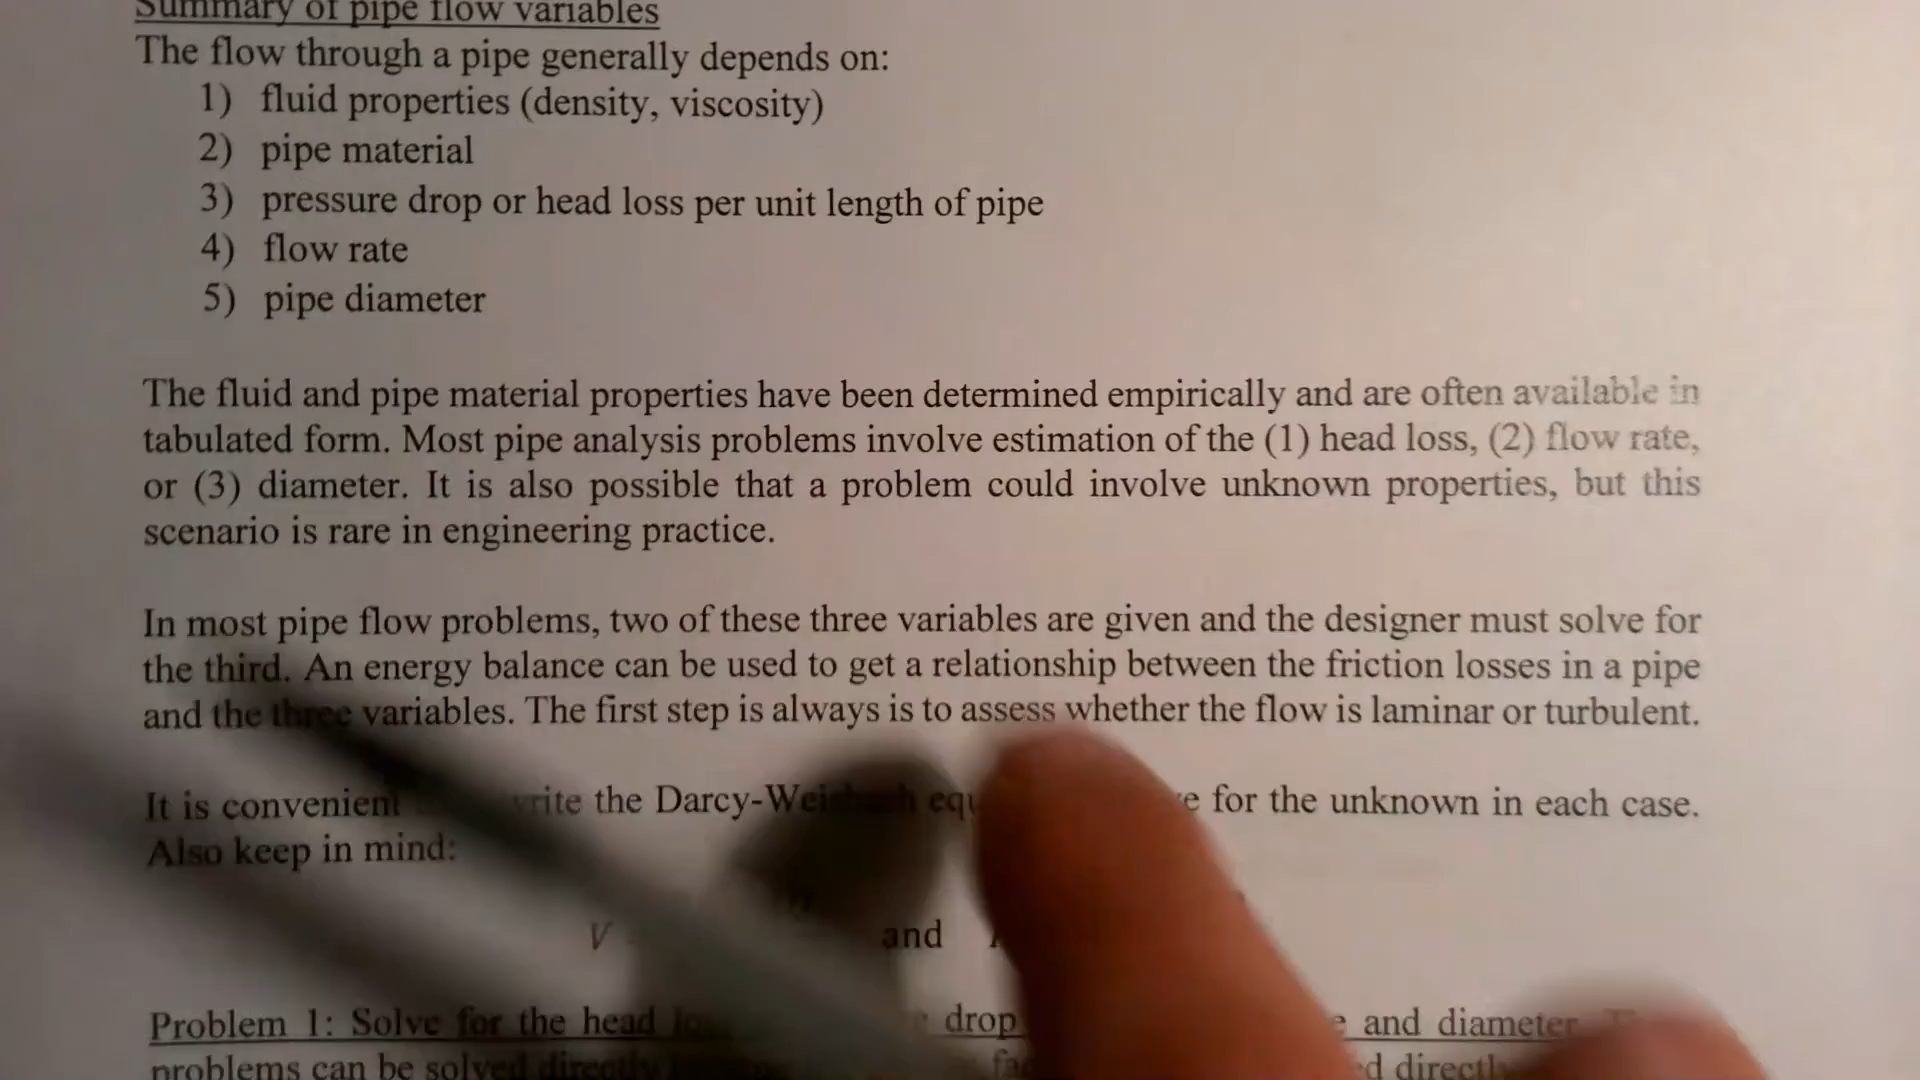 Summary of pipe flow variables
The flow through a pipe generally depends on:
1) fluid properties (density, viscosity)
2) pipe material
3) pressure drop or head loss per unit length of pipe
4) flow rate
5) pipe diameter
The fluid and pipe material properties have been determined empirically and are often available in
tabulated form. Most pipe analysis problems involve estimation of the (1) head loss, (2) flow rate,
or (3) diameter. It is also possible that a problem could involve unknown properties, but this
scenario is rare in engineering practice.
In most pipe flow problems, two of these three variables are given and the designer must solve for
the third. An energy balance can be used to get a relationship between the friction losses in a pipe
and the three variables. The first step is always is to assess whether the flow is laminar or turbulent.
It is convenient the Darcy-Weisbach for the unknown in each case.
Also keep in mind:
V and
Problem 1: Solve for the head drop and diameter
problems can be solved directly directly